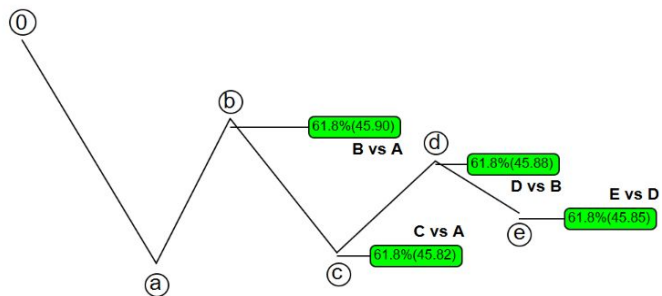 0
b
61.8%(45.90)
B vs A
d
61.8%(45.88)
D vs B
E vs D
61.8%(45.85)
e
C vs A
61.8%(45.82)
c
a